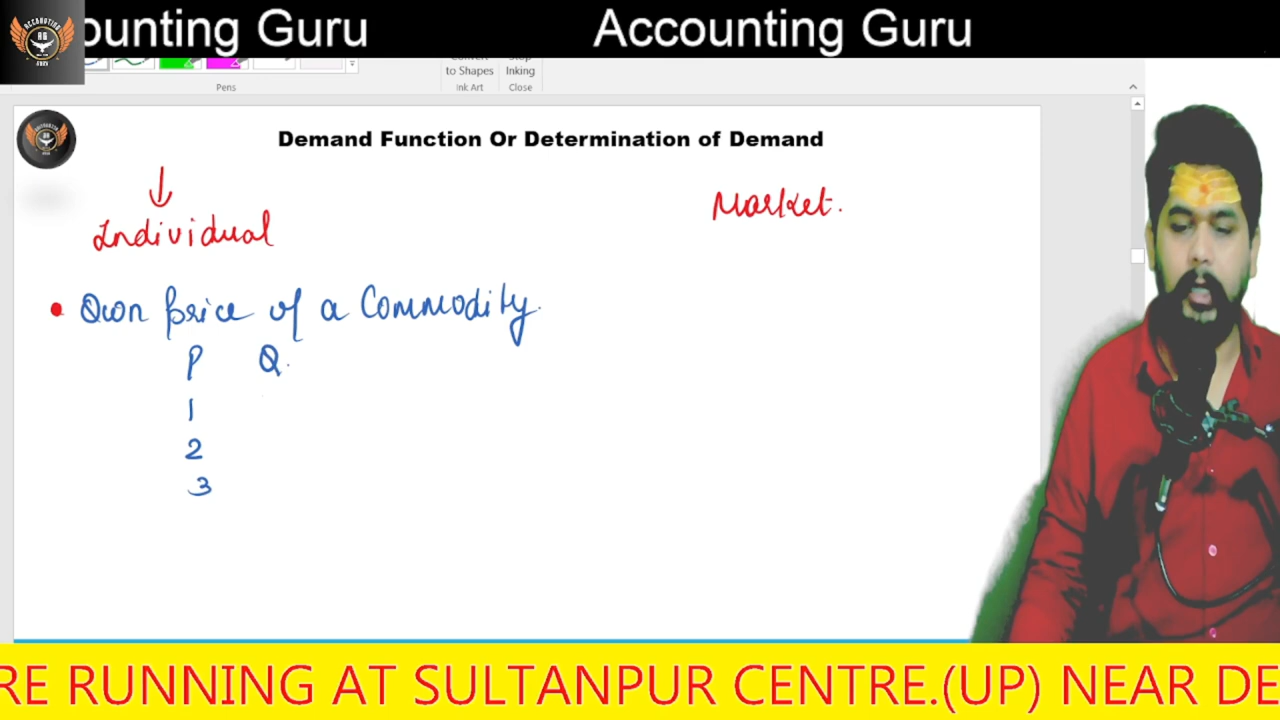 ounting Guru
Accounting Guru
to Shapes
Inking
Pens
Ink Art
Close
Demand Function Or Determination of Demand
Individual
Market.
• Own price of a Commodity.
P Q.
1
2
3
RE RUNNING AT SULTANPUR CENTRE.(UP) NEAR DE